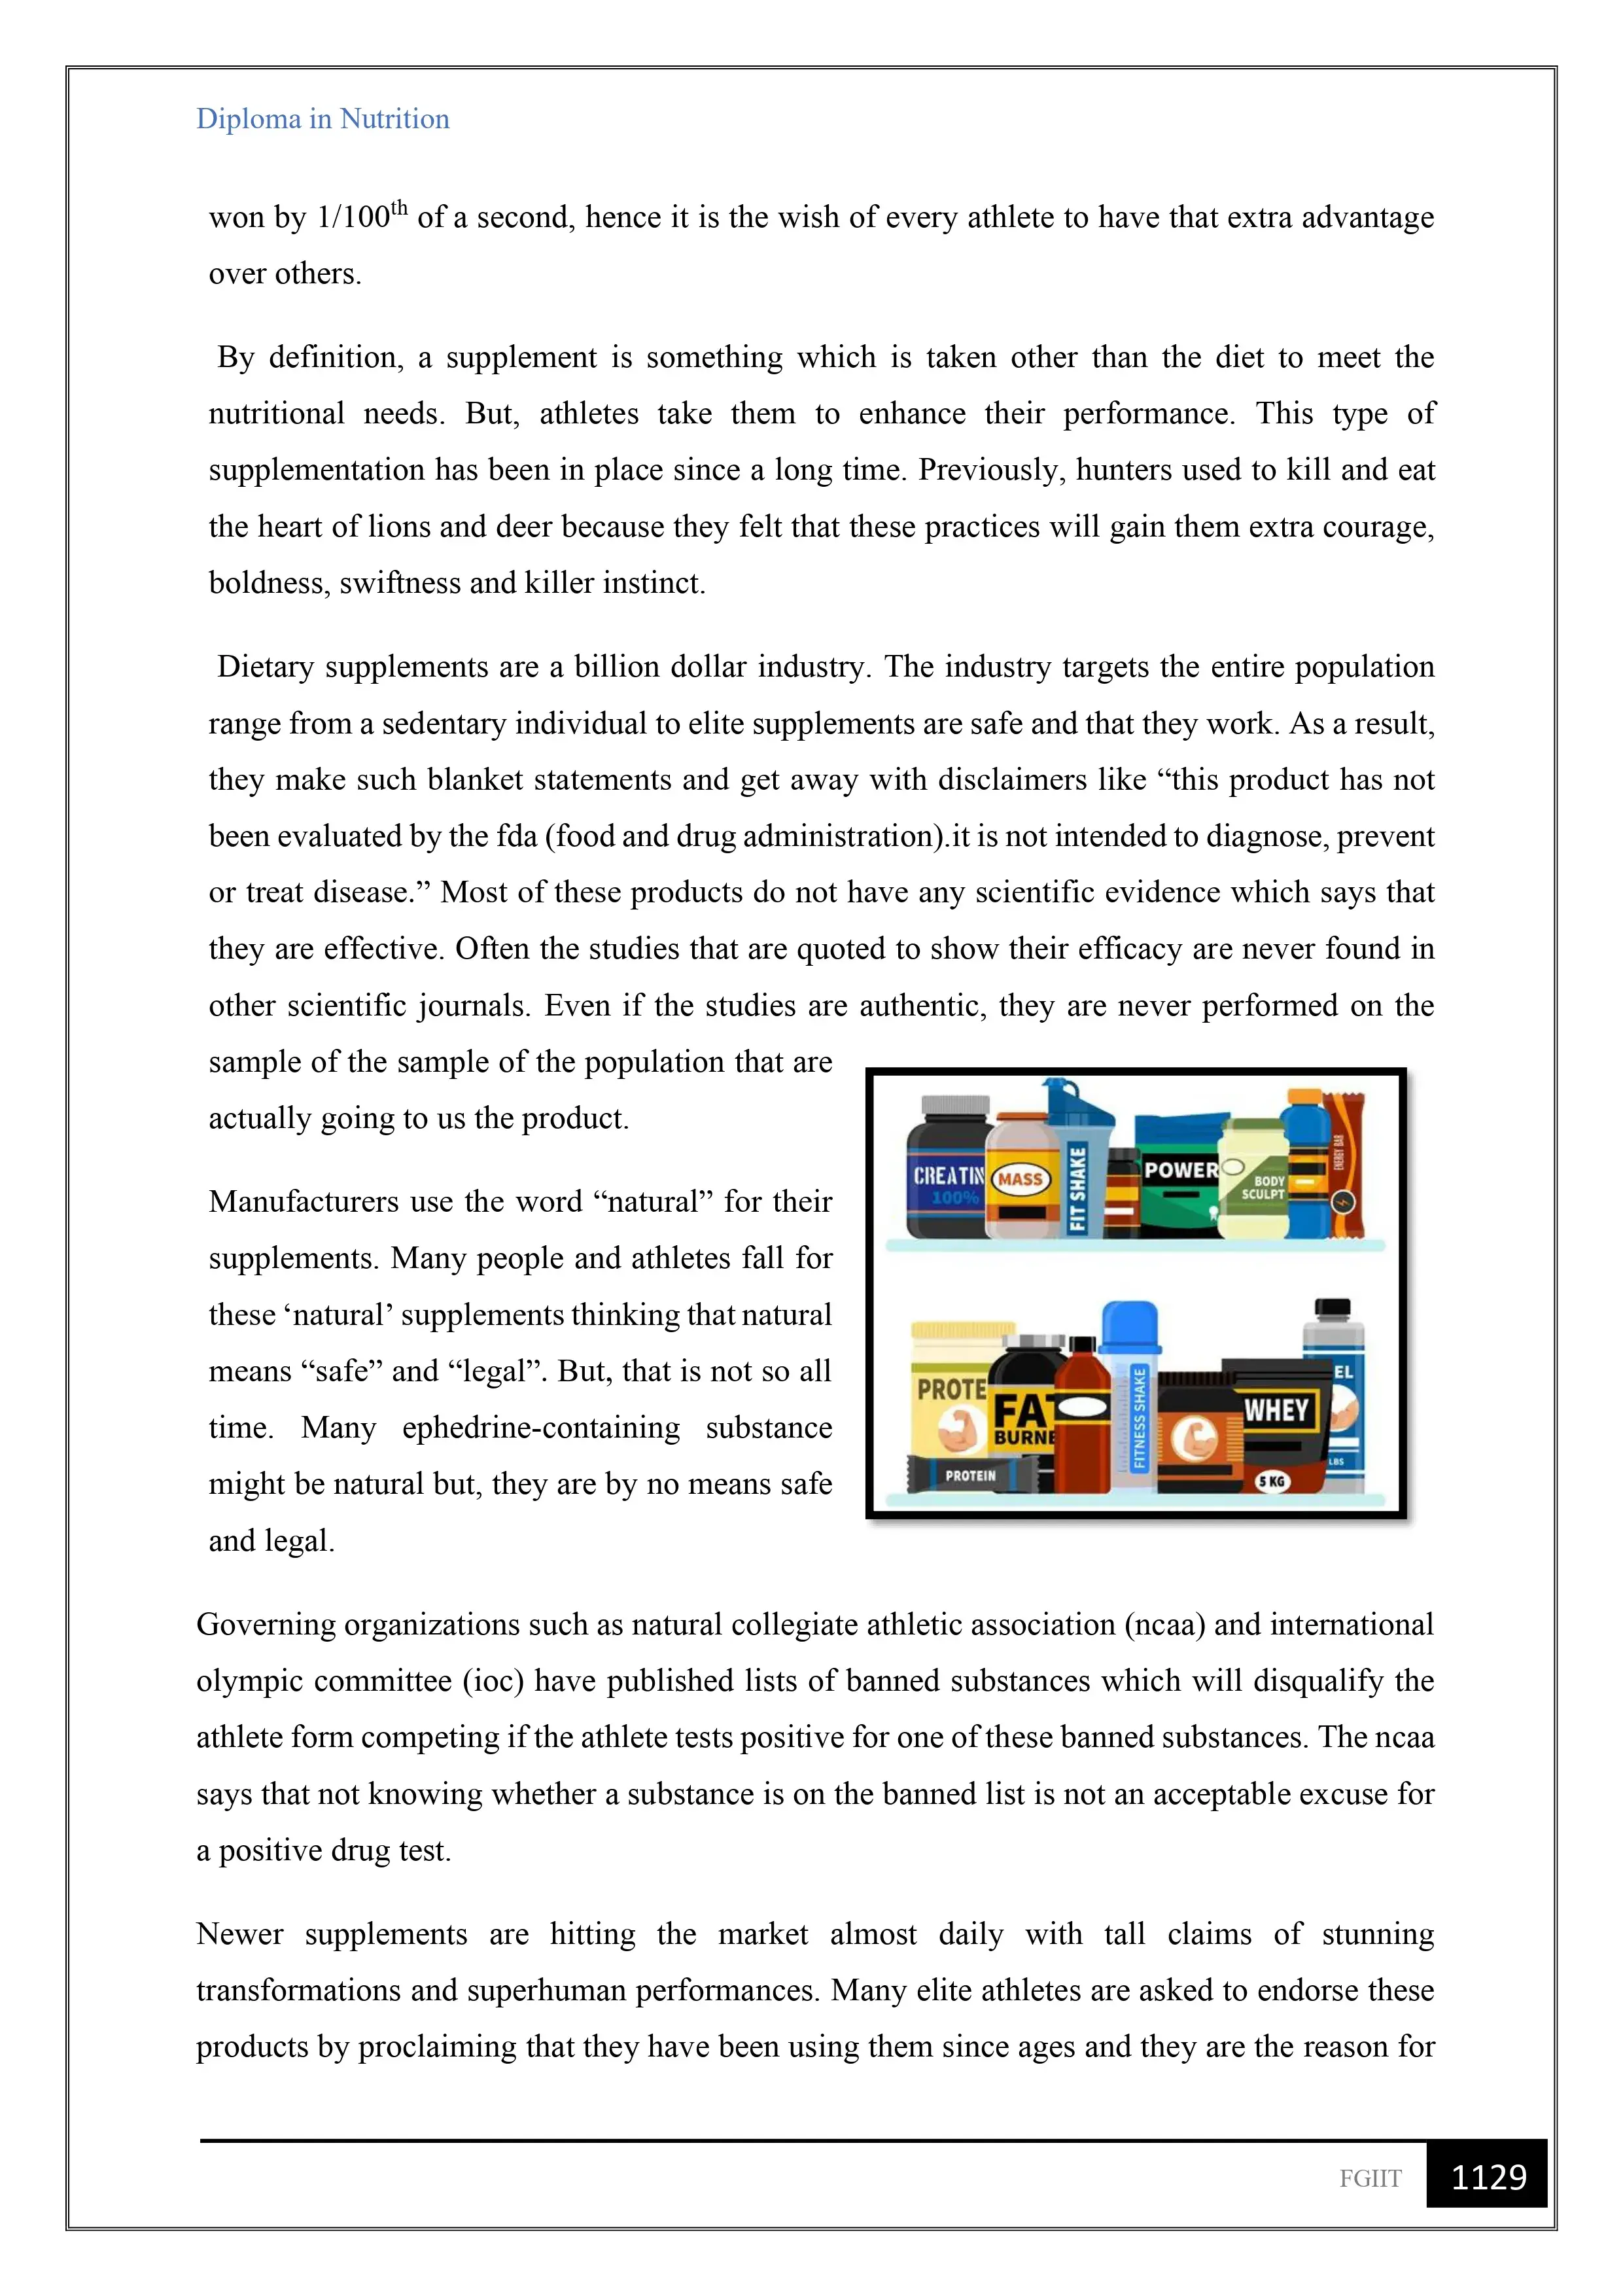 Diploma in Nutrition
won by 1/100th of a second, hence it is the wish of every athlete to have that extra advantage
over others.
By definition, a supplement is something which is taken other than the diet to meet the
nutritional needs. But, athletes take them to enhance their performance. This type of
supplementation has been in place since a long time. Previously, hunters used to kill and eat
the heart of lions and deer because they felt that these practices will gain them extra courage,
boldness, swiftness and killer instinct.
Dietary supplements are a billion dollar industry. The industry targets the entire population
range from a sedentary individual to elite supplements are safe and that they work. As a result,
they make such blanket statements and get away with disclaimers like “this product has not
been evaluated by the fda (food and drug administration).it is not intended to diagnose, prevent
or treat disease.” Most of these products do not have any scientific evidence which says that
they are effective. Often the studies that are quoted to show their efficacy are never found in
other scientific journals. Even if the studies are authentic, they are never performed on the
sample of the sample of the population that are
actually going to us the product.
Manufacturers use the word “natural” for their
supplements. Many people and athletes fall for
these ‘natural’ supplements thinking that natural
means “safe” and “legal”. But, that is not so all
time. Many ephedrine-containing substance
might be natural but, they are by no means safe
and legal.
CREATIN
100%
MASS
FIT SHAKE
POWER
BODY
SCULPT
ENERGY BAR
PROTE
FAT
BURNE
PROTEIN
FITNESS SHAKE
WHEY
5 KG
EL
LBS
Governing organizations such as natural collegiate athletic association (ncaa) and international
olympic committee (ioc) have published lists of banned substances which will disqualify the
athlete form competing if the athlete tests positive for one of these banned substances. The ncaa
says that not knowing whether a substance is on the banned list is not an acceptable excuse for
a positive drug test.
Newer supplements are hitting the market almost daily with tall claims of stunning
transformations and superhuman performances. Many elite athletes are asked to endorse these
products by proclaiming that they have been using them since ages and they are the reason for
FGIIT 1129